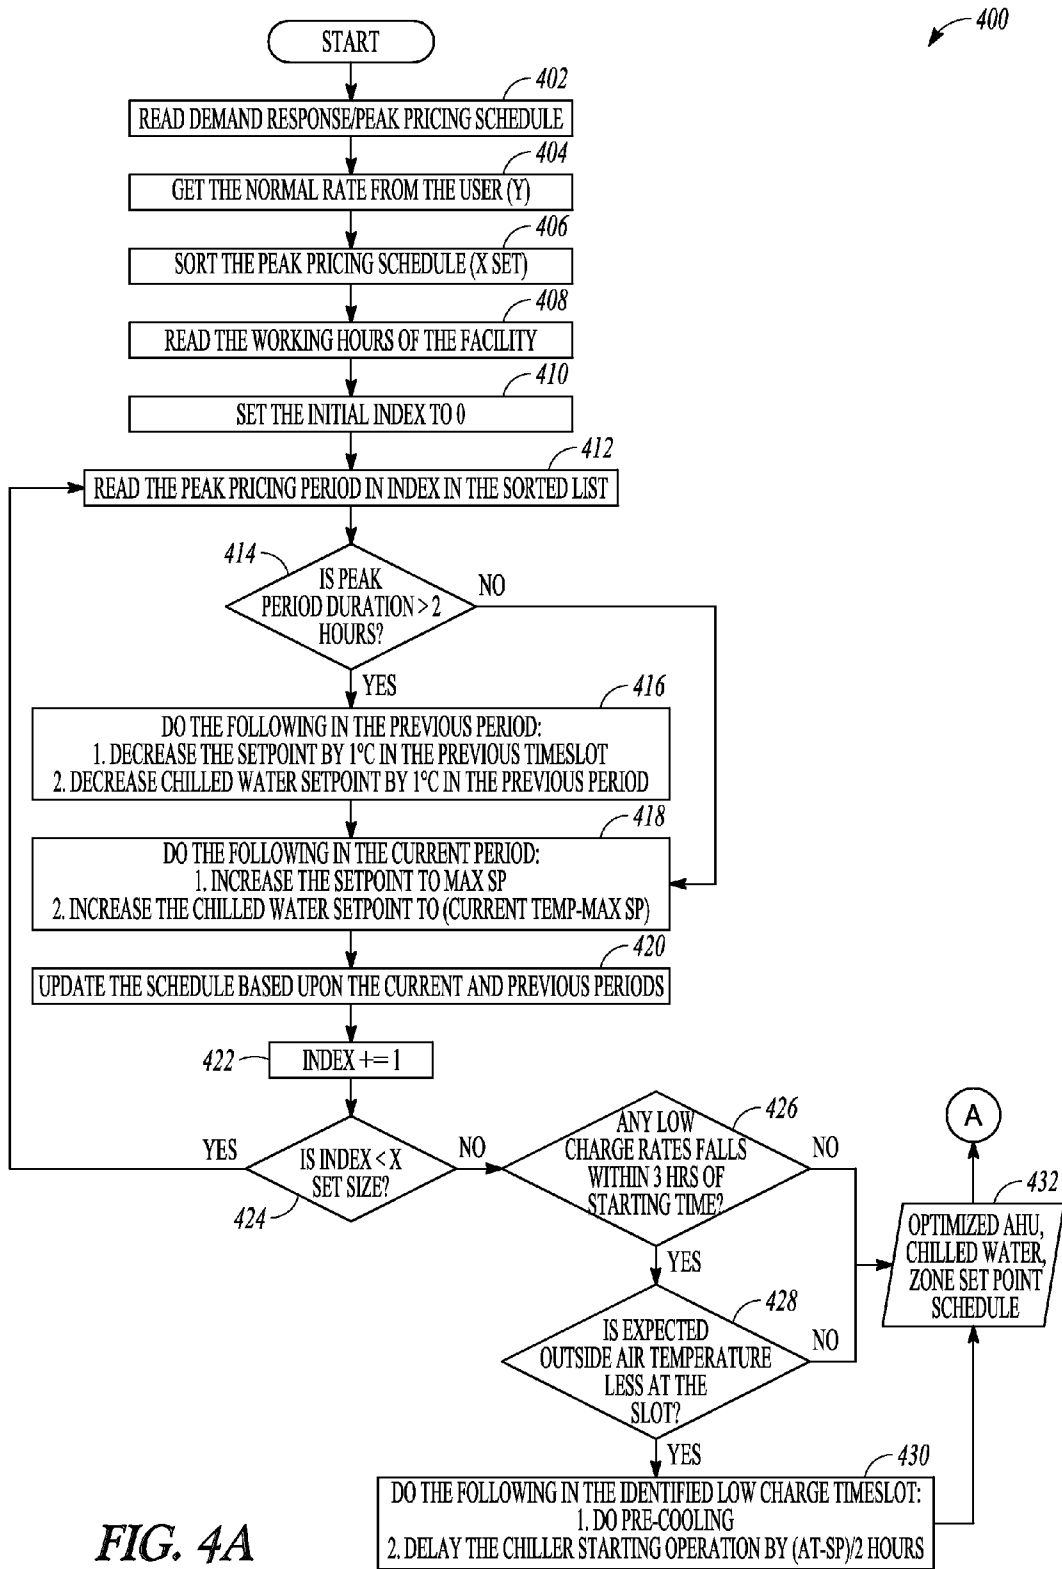 400
START
402
READ DEMAND RESPONSE/PEAK PRICING SCHEDULE
404
GET THE NORMAL RATE FROM THE USER (Y)
406
SORT THE PEAK PRICING SCHEDULE (X SET)
408
READ THE WORKING HOURS OF THE FACILITY
410
SET THE INITIAL INDEX TO 0
412
READ THE PEAK PRICING PERIOD IN INDEX IN THE SORTED LIST
414
IS PEAK
PERIOD DURATION > 2
HOURS?
NO
YES
416
DO THE FOLLOWING IN THE PREVIOUS PERIOD:
1. DECREASE THE SETPOINT BY 1°C IN THE PREVIOUS TIMESLOT
2. DECREASE CHILLED WATER SETPOINT BY 1°C IN THE PREVIOUS PERIOD
418
DO THE FOLLOWING IN THE CURRENT PERIOD:
1. INCREASE THE SETPOINT TO MAX SP
2. INCREASE THE CHILLED WATER SETPOINT TO (CURRENT TEMP-MAX SP)
420
UPDATE THE SCHEDULE BASED UPON THE CURRENT AND PREVIOUS PERIODS
422
INDEX += 1
YES
IS INDEX < X
SET SIZE?
424
NO
426
ANY LOW
CHARGE RATES FALLS
WITHIN 3 HRS OF
STARTING TIME?
NO
YES
428
IS EXPECTED
OUTSIDE AIR TEMPERATURE
LESS AT THE
SLOT?
NO
YES
A
432
OPTIMIZED AHU,
CHILLED WATER,
ZONE SET POINT
SCHEDULE
430
DO THE FOLLOWING IN THE IDENTIFIED LOW CHARGE TIMESLOT:
1. DO PRE-COOLING
2. DELAY THE CHILLER STARTING OPERATION BY (AT-SP)/2 HOURS
FIG. 4A